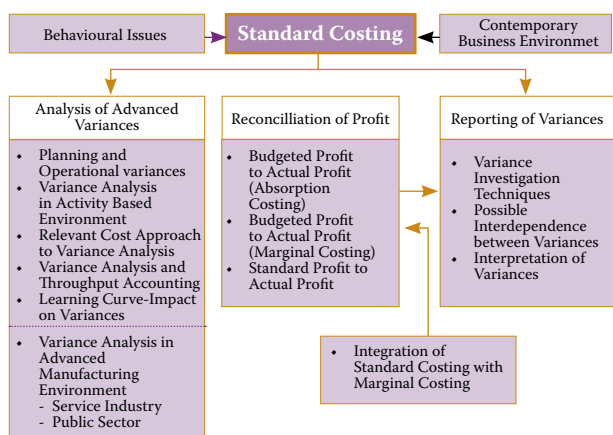 Behavioural Issues
Standard Costing
Contemporary
Business Environmet
Analysis of Advanced
Variances
• Planning and
Operational variances
• Variance Analysis
in Activity Based
Environment
• Relevant Cost Approach
to Variance Analysis
• Variance Analysis and
Throughput Accounting
• Learning Curve-Impact
on Variances
• Variance Analysis in
Advanced
Manufacturing
Environment
- Service Industry
- Public Sector
Reconcilliation of Profit
• Budgeted Profit
to Actual Profit
(Absorption
Costing)
• Budgeted Profit
to Actual Profit
(Marginal Costing)
• Standard Profit to
Actual Profit
Reporting of Variances
• Variance
Investigation
Techniques
• Possible
Interdependence
between Variances
• Interpretation of
Variances
• Integration of
Standard Costing with
Marginal Costing